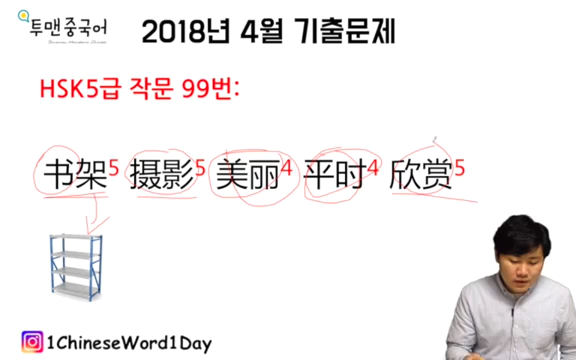 투맨중국어
2018년 4월 기출문제
HSK5급 작문 99번:
书架5 摄影5 美丽4 平时4 欣赏5
1ChineseWord1Day